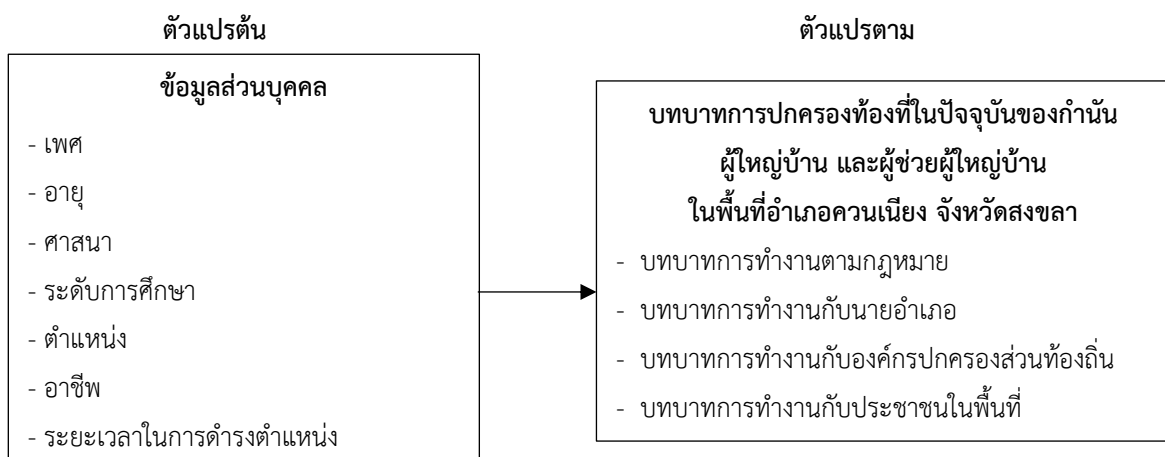 ตัวแปรต้น
ข้อมูลส่วนบุคคล
- เพศ
- อายุ
- ศาสนา
- ระดับการศึกษา
- ตำแหน่ง
- อาชีพ
- ระยะเวลาในการดำรงตำแหน่ง
ตัวแปรตาม
บทบาทการปกครองท้องที่ในปัจจุบันของกำนัน
ผู้ใหญ่บ้าน และผู้ช่วยผู้ใหญ่บ้าน
ในพื้นที่อำเภอควนเนียง จังหวัดสงขลา
- บทบาทการทำงานตามกฎหมาย
- บทบาทการทำงานกับนายอำเภอ
- บทบาทการทำงานกับองค์กรปกครองส่วนท้องถิ่น
- บทบาทการทำงานกับประชาชนในพื้นที่